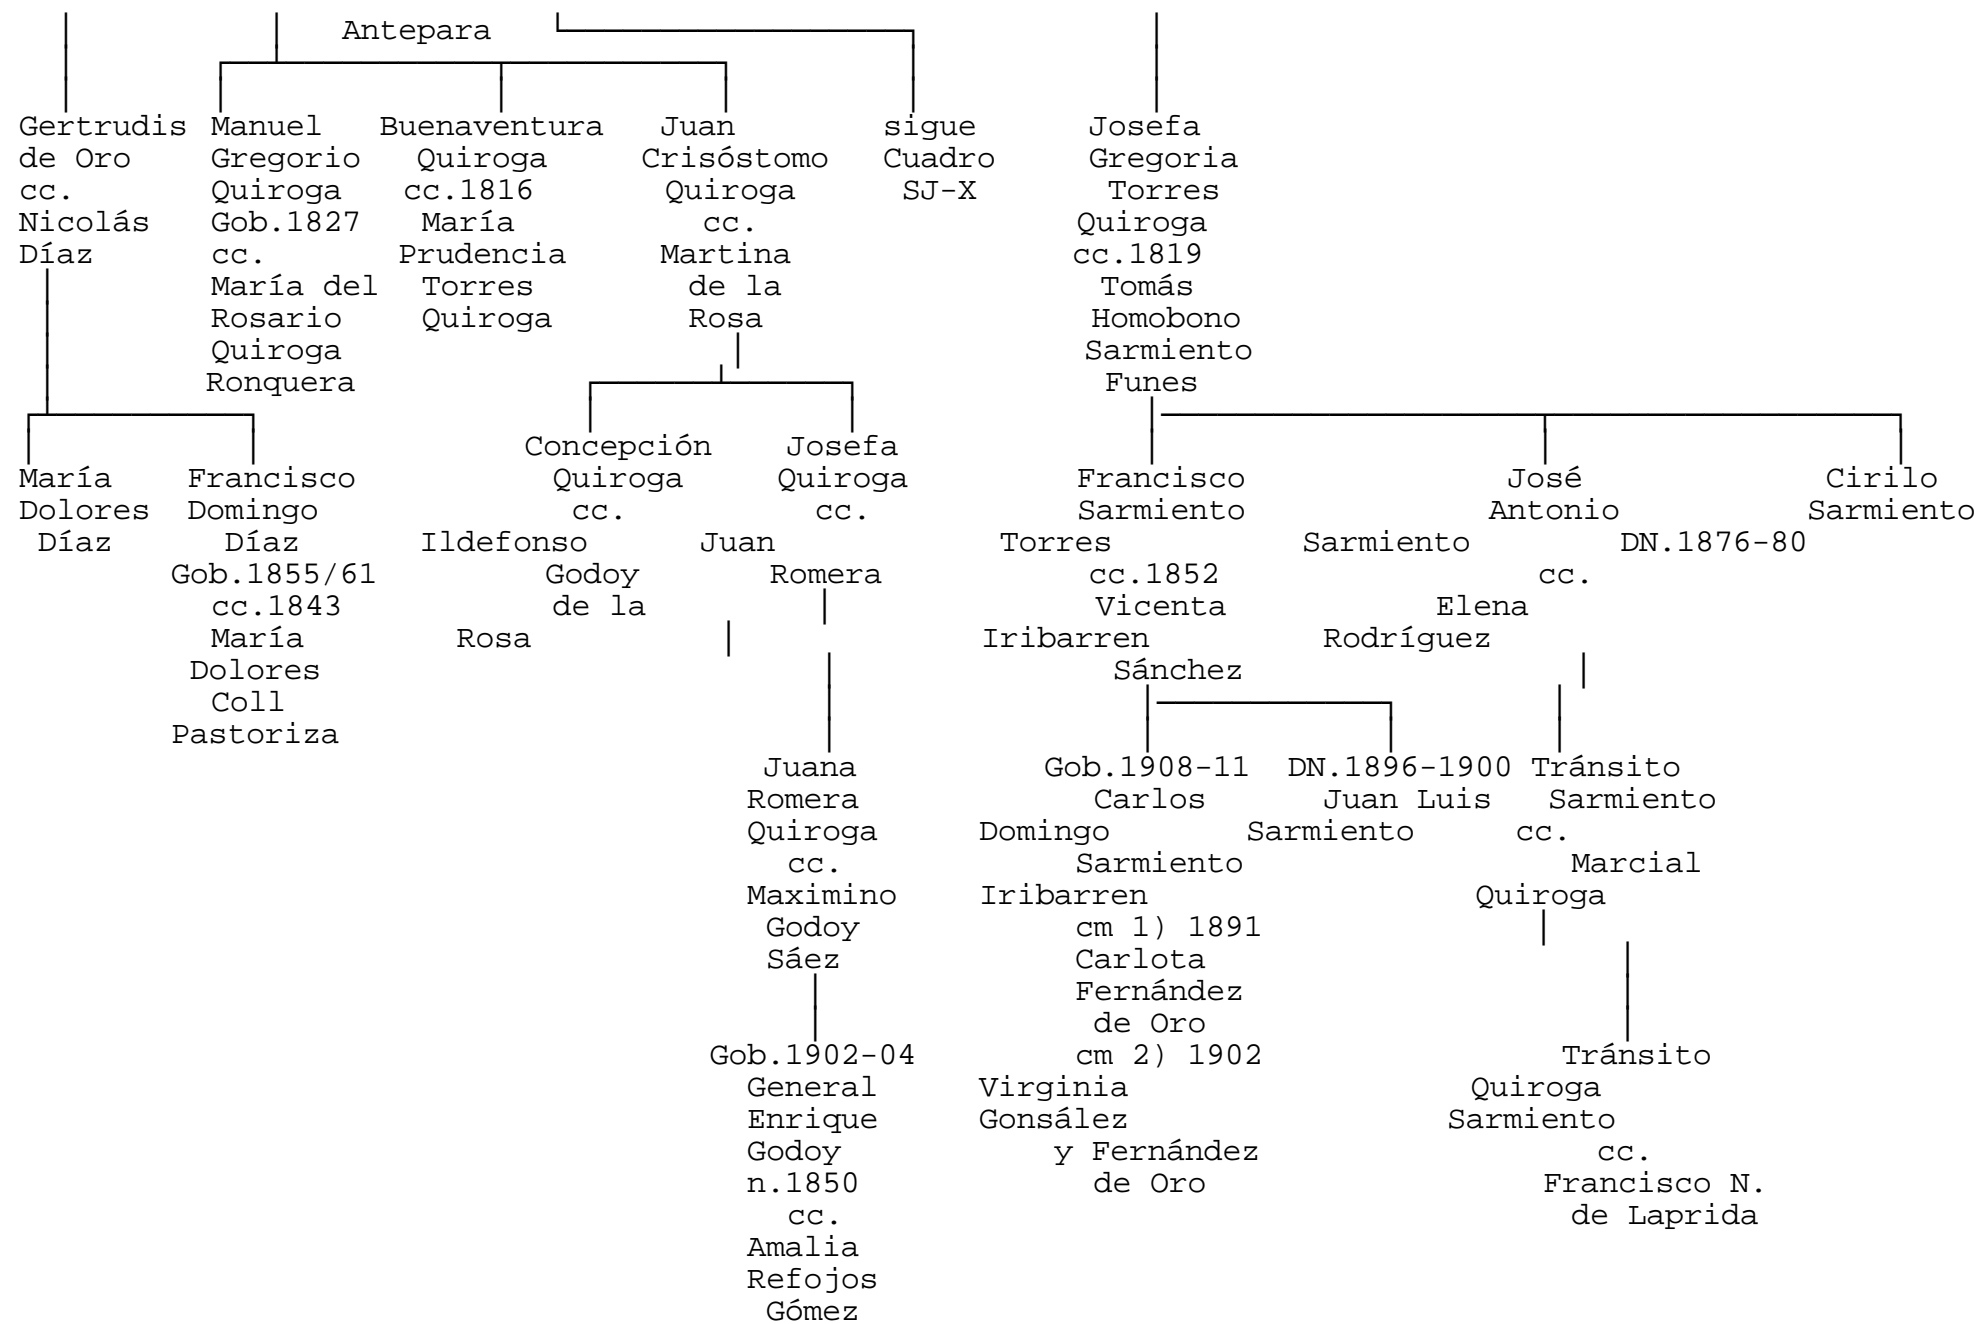 Antepara
Gertrudis Manuel Buenaventura Juan sigue Josefa
de Oro Gregorio Quiroga Crisóstomo Cuadro Gregoria
cc. Quiroga cc.1816 Quiroga SJ-X Torres
Nicolás Gob.1827 María cc. Quiroga
Díaz cc. Prudencia Martina cc.1819
María del Torres de la Tomás
Rosario Quiroga Rosa Homobono
Quiroga Sarmiento
Ronquera Funes
Concepción Josefa
María Francisco Quiroga Quiroga Francisco José Cirilo
Dolores Domingo cc. cc. Sarmiento Antonio Sarmiento
Díaz Díaz Ildefonso Juan Torres Sarmiento DN.1876-80
Gob.1855/61 Godoy Romera cc.1852 cc.
cc.1843 de la Vicenta Elena
María Rosa Iribarren Rodríguez
Dolores Sánchez
Coll
Pastoriza
Juana Gob.1908-11 DN.1896-1900 Tránsito
Romera Carlos Juan Luis Sarmiento
Quiroga Domingo Sarmiento cc.
cc. Sarmiento Marcial
Maximino Iribarren Quiroga
Godoy cm 1) 1891
Sáez Carlota
Fernández
de Oro
Gob.1902-04 cm 2) 1902 Tránsito
General Virginia Quiroga
Enrique Gonsález Sarmiento
Godoy y Fernández cc.
n.1850 de Oro Francisco N.
cc. de Laprida
Amalia
Refojos
Gómez